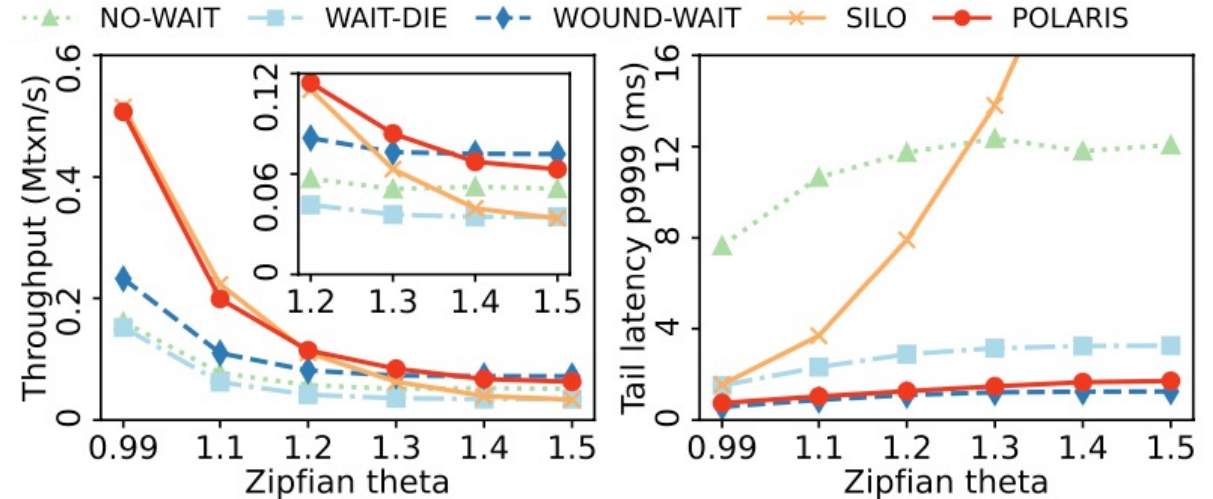 NO-WAIT WAIT-DIE WOUND-WAIT SILO POLARIS
Throughput (Mtxn/s)
0.6
0.4
0.2
0
0.99 1.1 1.2 1.3 1.4 1.5
Zipfian theta
0.12
0.06
0
1.2 1.3 1.4 1.5
Tail latency p999 (ms)
16
12
8
4
0
0.99 1.1 1.2 1.3 1.4 1.5
Zipfian theta